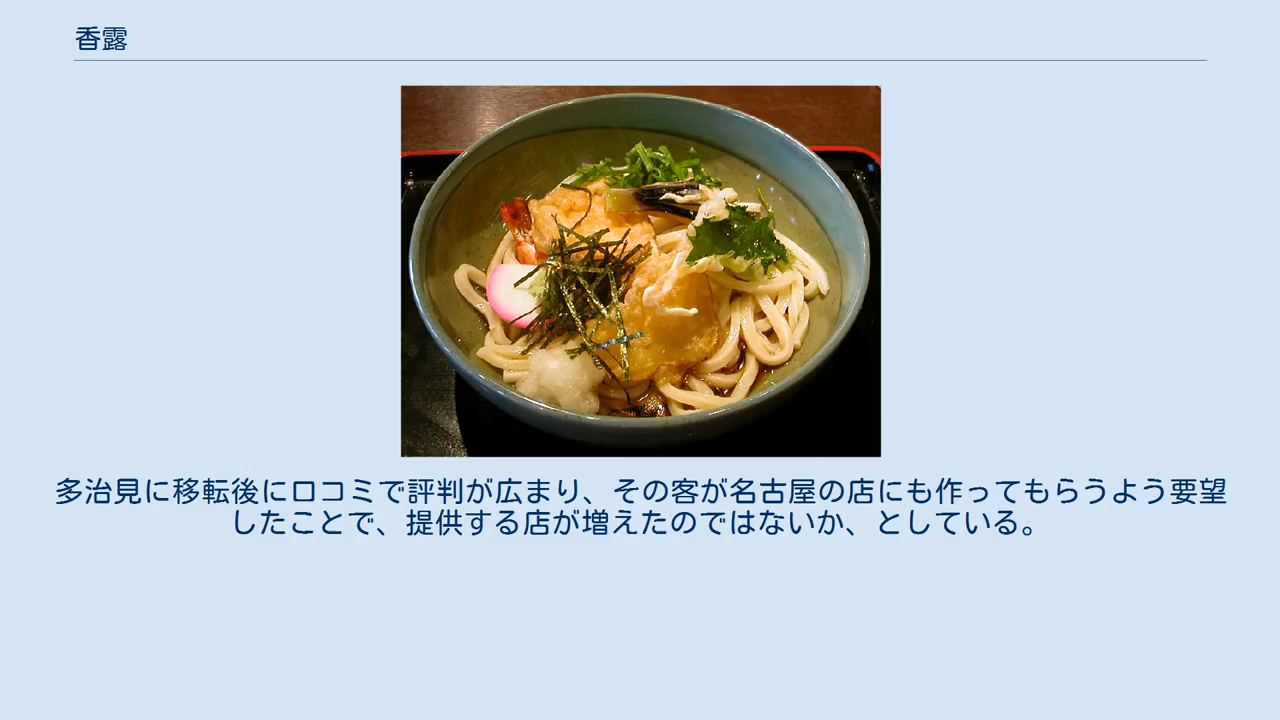 香露
多治見に移転後に口コミで評判が広まり、その客が名古屋の店にも作ってもらうよう要望
したことで、提供する店が増えたのではないか、としている。